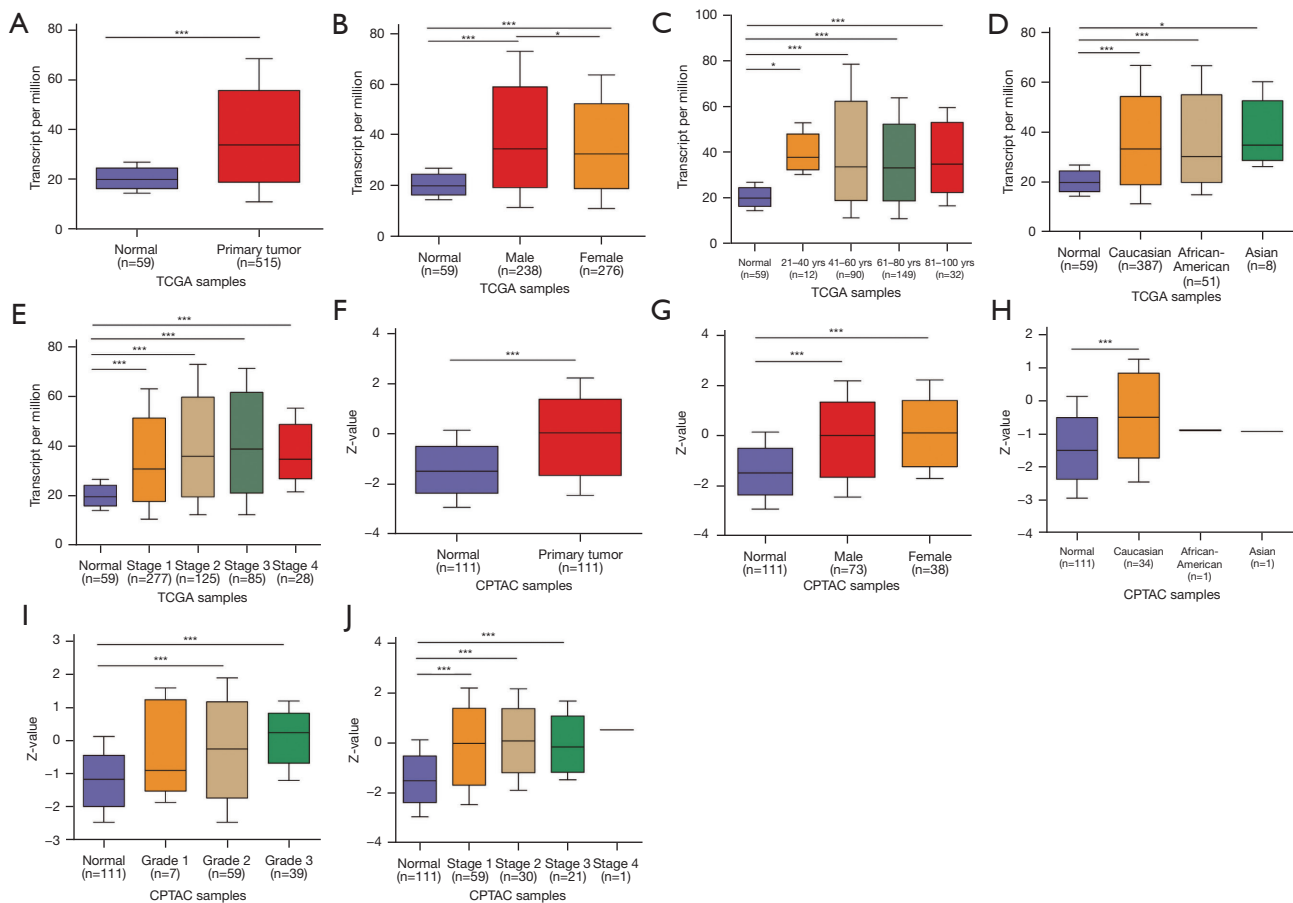 A
Transcript per million
80
60
40
20
0
***
Normal
(n=59)
Primary tumor
(n=515)
TCGA samples
B
Transcript per million
80
60
40
20
0
***
***
*
Normal
(n=59)
Male
(n=238)
Female
(n=276)
TCGA samples
C
Transcript per million
100
80
60
40
20
0
***
***
***
*
Normal
(n=59)
21–40 yrs
(n=12)
41–60 yrs
(n=90)
61–80 yrs
(n=149)
81–100 yrs
(n=32)
TCGA samples
D
Transcript per million
80
60
40
20
0
*
***
***
Normal
(n=59)
Caucasian
(n=387)
African-
American
(n=51)
Asian
(n=8)
TCGA samples
E
Transcript per million
80
60
40
20
0
***
***
***
***
Normal
(n=59)
Stage 1
(n=277)
Stage 2
(n=125)
Stage 3
(n=85)
Stage 4
(n=28)
TCGA samples
F
Z-value
4
2
0
−2
−4
***
Normal
(n=111)
Primary tumor
(n=111)
CPTAC samples
G
Z-value
4
2
0
−2
−4
***
***
Normal
(n=111)
Male
(n=73)
Female
(n=38)
CPTAC samples
H
Z-value
2
1
0
−1
−2
−3
−4
***
Normal
(n=111)
Caucasian
(n=34)
African-
American
(n=1)
Asian
(n=1)
CPTAC samples
I
Z-value
3
2
1
0
−1
−2
−3
***
***
Normal
(n=111)
Grade 1
(n=7)
Grade 2
(n=59)
Grade 3
(n=39)
CPTAC samples
J
Z-value
4
2
0
−2
−4
***
***
***
Normal
(n=111)
Stage 1
(n=59)
Stage 2
(n=30)
Stage 3
(n=21)
Stage 4
(n=1)
CPTAC samples